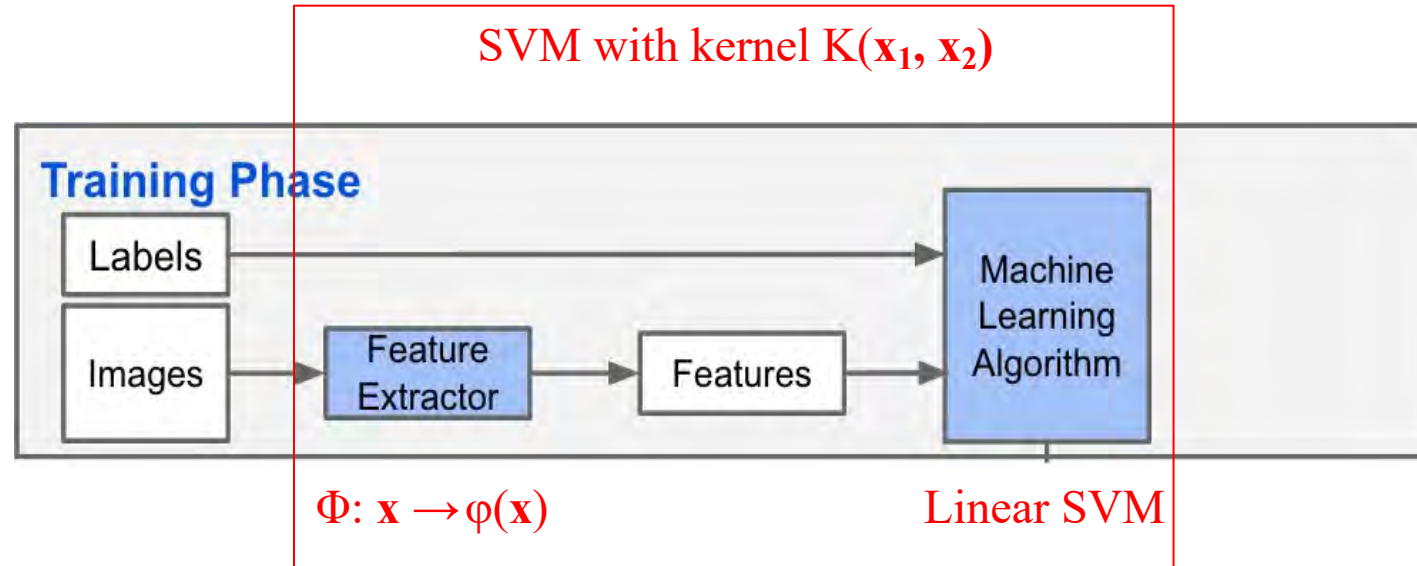 SVM with kernel K(x₁, x₂)
Training Phase
Labels
Images
Feature
Extractor
Features
Machine
Learning
Algorithm
Φ: x → φ(x)
Linear SVM